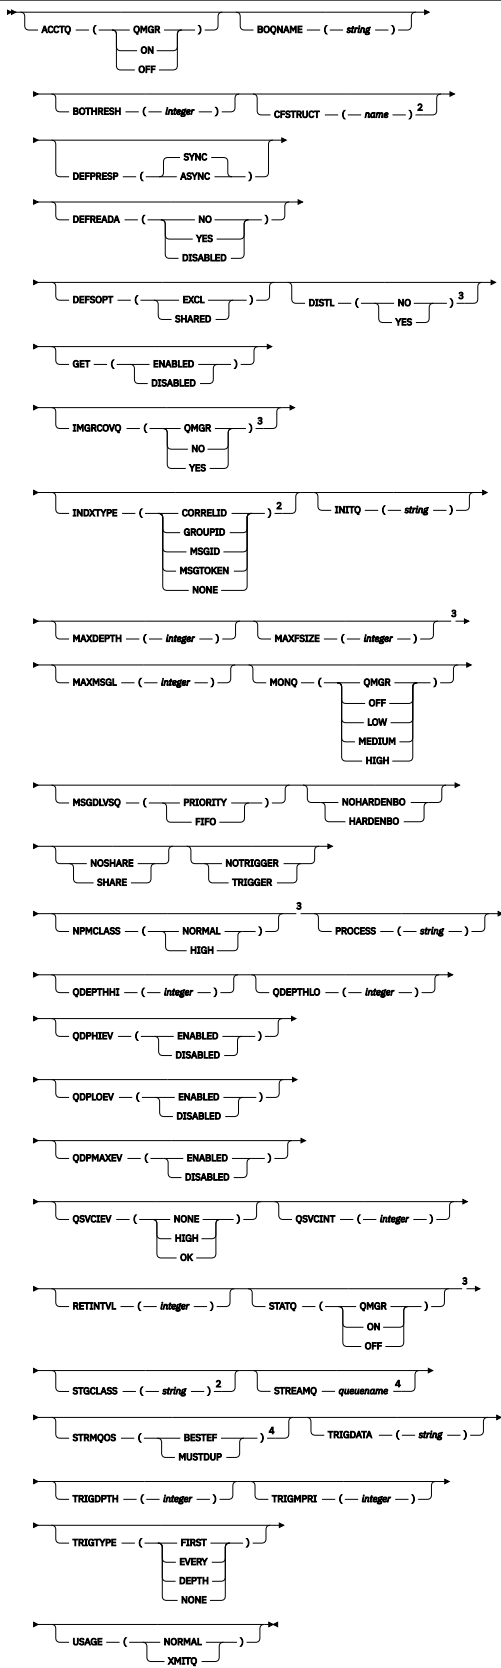 ACCTQ ( QMGR ) BOQNAME ( string )
ON
OFF
BOTHRESH ( integer ) CFSTRUCT ( name ) 2
SYNC
DEFPRESP ( ASYNC )
DEFREADA ( NO )
YES
DISABLED
DEFSOPT ( EXCL ) DISTL ( NO ) 3
SHARED YES
GET ( ENABLED )
DISABLED
IMGRCOVQ ( QMGR ) 3
NO
YES
INDXTYPE ( CORRELID ) 2 INITQ ( string )
GROUPID
MSGID
MSGTOKEN
NONE
MAXDEPTH ( integer ) MAXFSIZE ( integer ) 3
MAXMSGL ( integer ) MONQ ( QMGR )
OFF
LOW
MEDIUM
HIGH
MSGDLVSQ ( PRIORITY ) NOHARDENBO
FIFO HARDENBO
NOSHARE NOTRIGGER
SHARE TRIGGER
NPMCLASS ( NORMAL ) 3 PROCESS ( string )
HIGH
QDEPTHHI ( integer ) QDEPTHLO ( integer )
QDPHIEV ( ENABLED )
DISABLED
QDPLOEV ( ENABLED )
DISABLED
QDPMAXEV ( ENABLED )
DISABLED
QSVCIEV ( NONE ) QSVCINT ( integer )
HIGH
OK
RETINTVL ( integer ) STATQ ( QMGR ) 3
ON
OFF
STGCLASS ( string ) 2 STREAMQ queuename 4
STRMQOS ( BESTEF ) 4 TRIGDATA ( string )
MUSTDUP
TRIGDPTH ( integer ) TRIGMPRI ( integer )
TRIGTYPE ( FIRST )
EVERY
DEPTH
NONE
USAGE ( NORMAL )
XMITQ